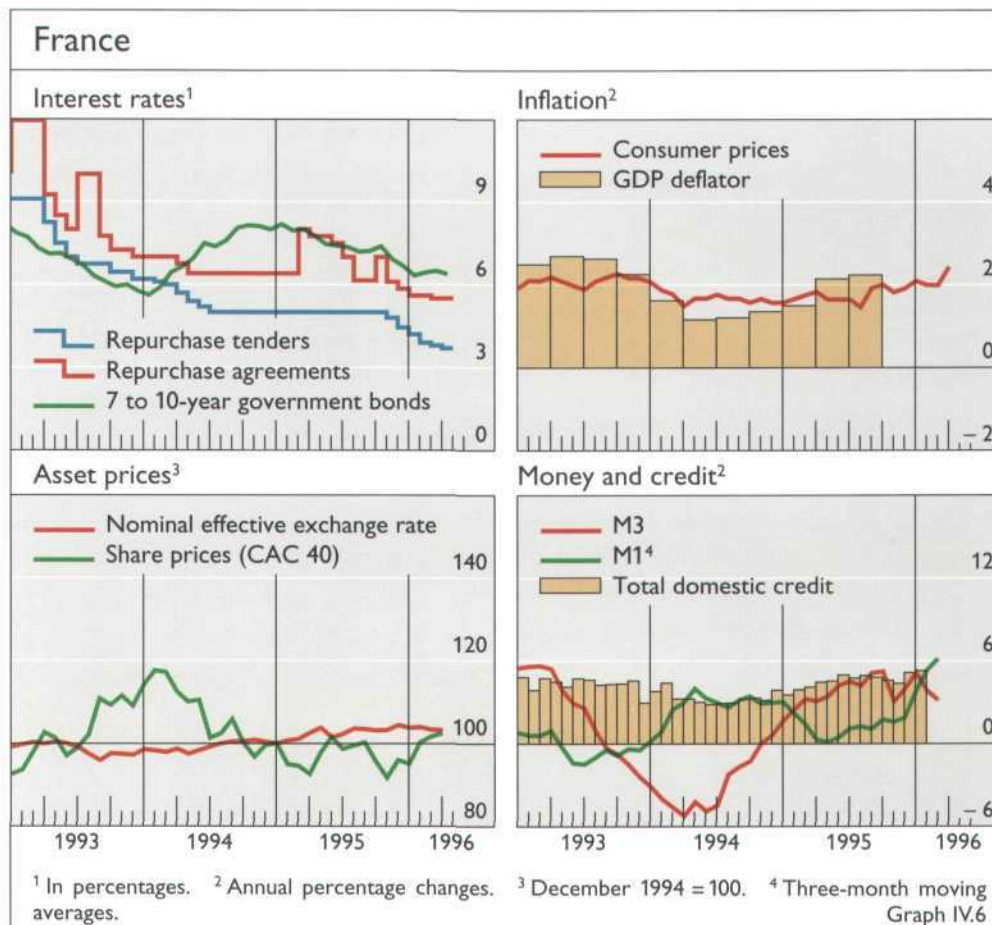 France
Interest rates¹
Repurchase tenders
Repurchase agreements
7 to 10-year government bonds
9
6
3
0
Inflation²
Consumer prices
GDP deflator
4
2
0
– 2
Asset prices³
Nominal effective exchange rate
Share prices (CAC 40)
140
120
100
80
1993 1994 1995 1996
Money and credit²
M3
M1⁴
Total domestic credit
12
6
0
– 6
1993 1994 1995 1996
¹ In percentages. ² Annual percentage changes. ³ December 1994 = 100. ⁴ Three-month moving
averages.
Graph IV.6